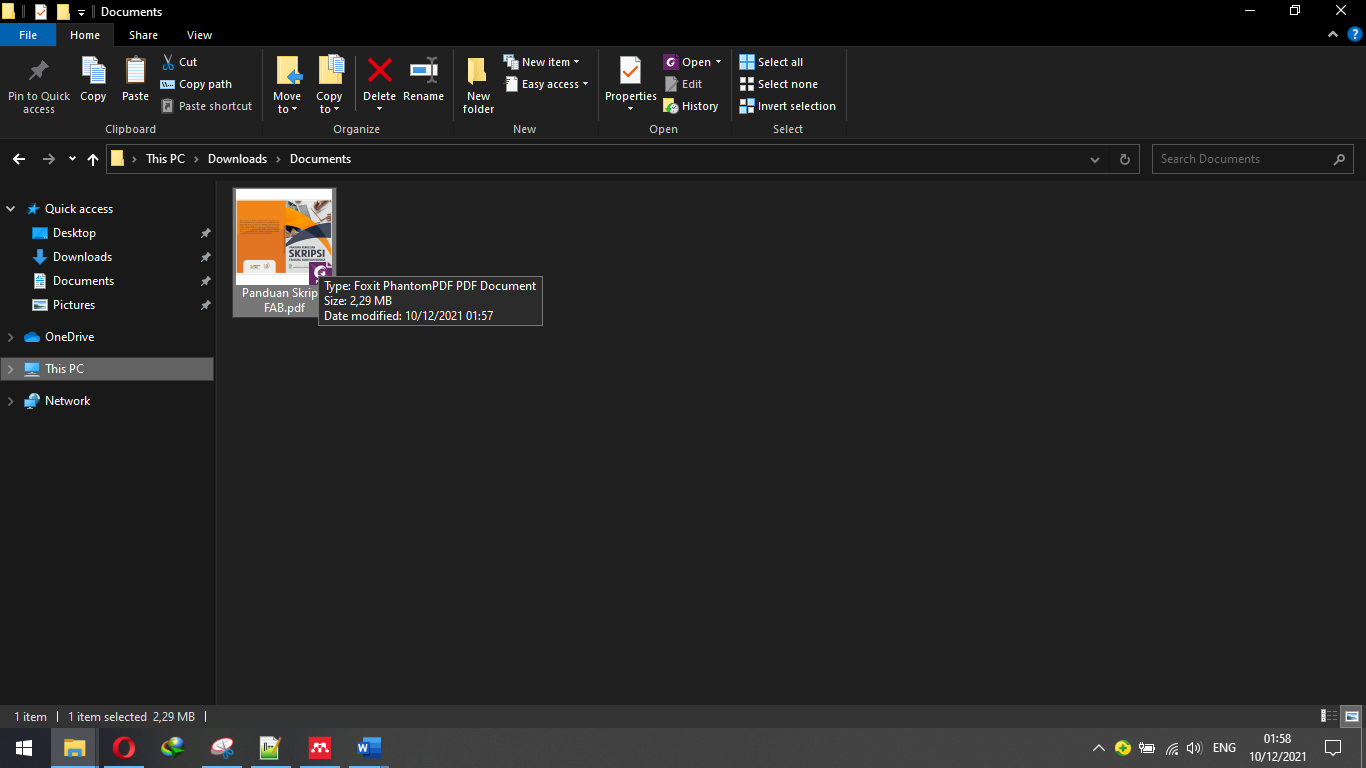 Documents
File Home Share View
Pin to Quick access
Copy
Paste
Cut
Copy path
Paste shortcut
Clipboard
Move to
Copy to
Delete
Rename
Organize
New folder
New item
Easy access
New
Properties
Open
Edit
History
Open
Select all
Select none
Invert selection
Select
This PC > Downloads > Documents
Search Documents
Quick access
Desktop
Downloads
Documents
Pictures
OneDrive
This PC
Network
SKRIPSI
Panduan Skrip
FAB.pdf
Type: Foxit PhantomPDF PDF Document
Size: 2,29 MB
Date modified: 10/12/2021 01:57
1 item 1 item selected 2,29 MB
ENG
01:58
10/12/2021